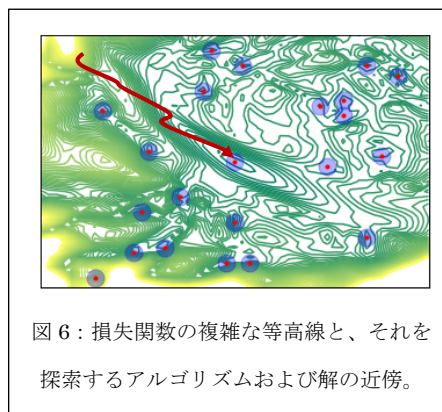 図 6：損失関数の複雑な等高線と、それを
探索するアルゴリズムおよび解の近傍。